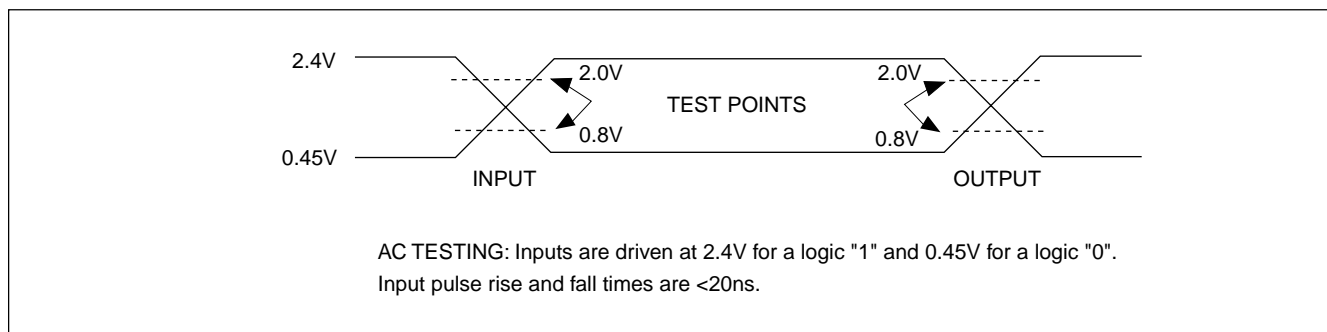 2.4V
2.0V
2.0V
TEST POINTS
0.8V
0.8V
0.45V
INPUT
OUTPUT
AC TESTING: Inputs are driven at 2.4V for a logic "1" and 0.45V for a logic "0".
Input pulse rise and fall times are <20ns.